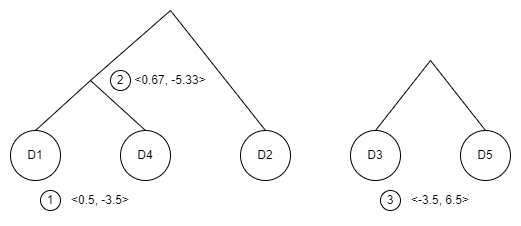 2 <0.67, -5.33>
D1 D4 D2 D3 D5
1 <0.5, -3.5> 3 <-3.5, 6.5>